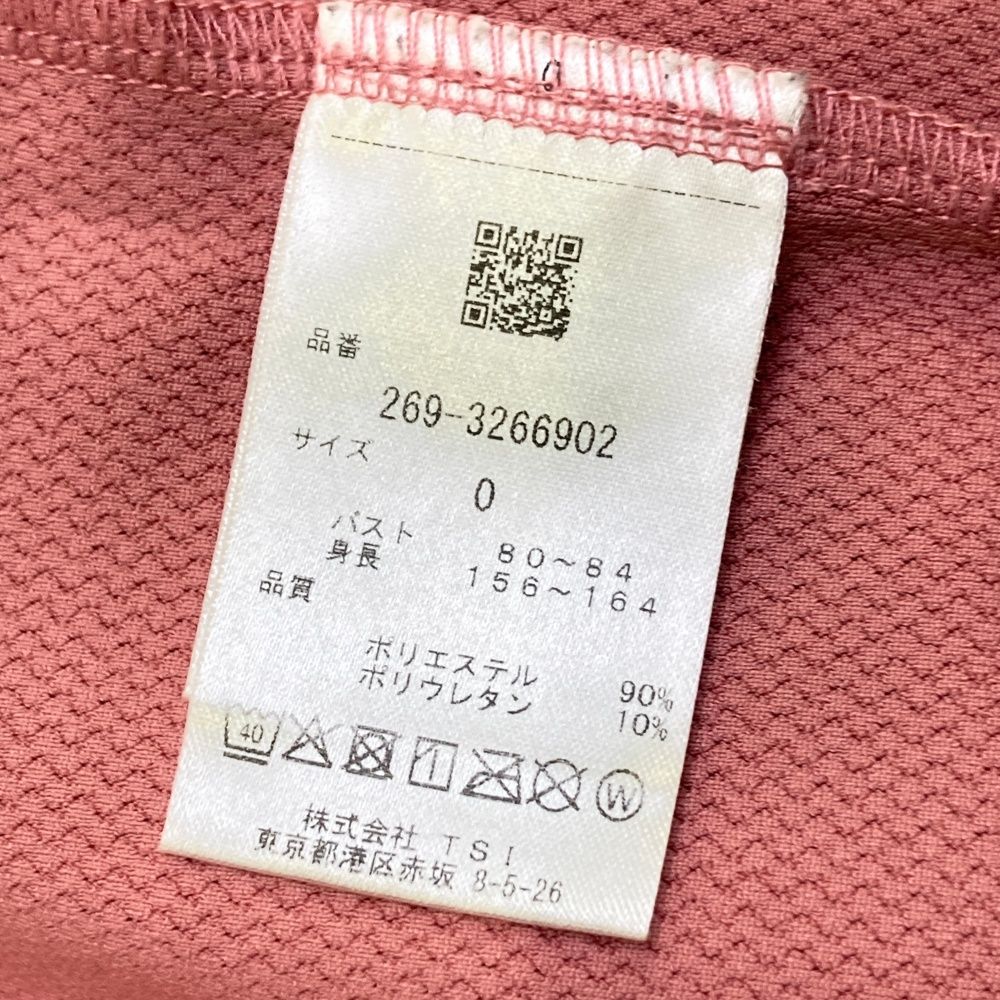 品番
269-3266902
サイズ
0
バスト 80～84
身長 156～164
品質
ポリエステル 90%
ポリウレタン 10%
40 W
株式会社 TSI
東京都港区赤坂 8-5-26